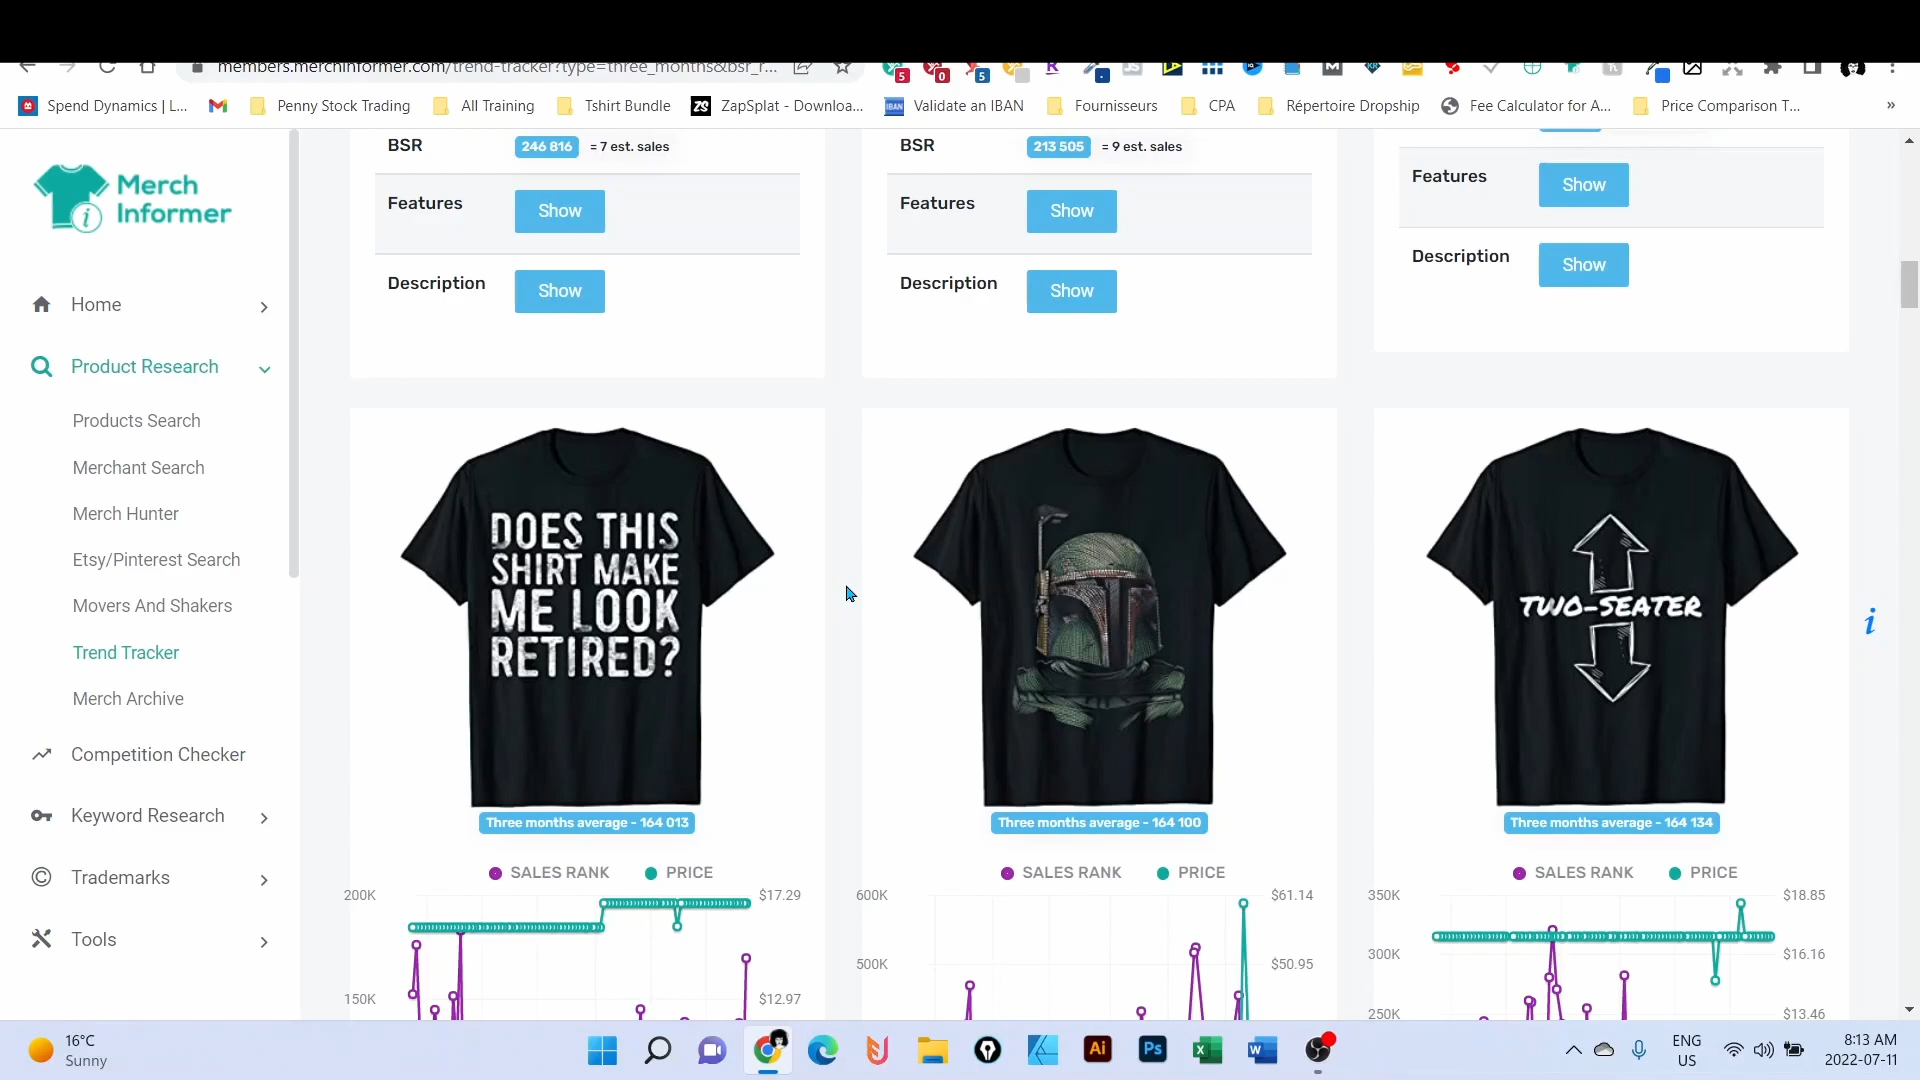 members.merchinformer.com/trend-tracker?type=three_months&bsr_r...
5
0
5
Spend Dynamics | L...
Penny Stock Trading
All Training
Tshirt Bundle
ZS
ZapSplat - Downloa...
IBAN
Validate an IBAN
Fournisseurs
CPA
Répertoire Dropship
Fee Calculator for A...
Price Comparison T...
»
Merch
Informer
Home
Product Research
Products Search
Merchant Search
Merch Hunter
Etsy/Pinterest Search
Movers And Shakers
Trend Tracker
Merch Archive
Competition Checker
Keyword Research
Trademarks
Tools
BSR
246 816 = 7 est. sales
Features
Show
Description
Show
BSR
213 505 = 9 est. sales
Features
Show
Description
Show
Features
Show
Description
Show
DOES THIS
SHIRT MAKE
ME LOOK
RETIRED?
Three months average - 164 013
SALES RANK PRICE
200K
$17.29
150K
$12.97
Three months average - 164 100
SALES RANK PRICE
600K
$61.14
500K
$50.95
TWO-SEATER
Three months average - 164 134
SALES RANK PRICE
350K
$18.85
300K
$16.16
250K
$13.46
i
16°C
Sunny
Ai
Ps
ENG
US
8:13 AM
2022-07-11